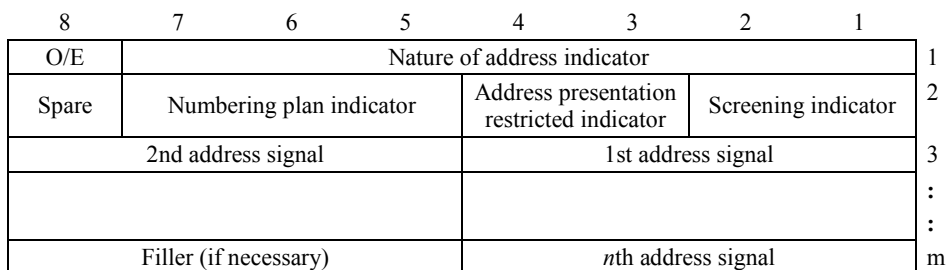 8 7 6 5 4 3 2 1
O/E Nature of address indicator 1
Spare Numbering plan indicator Address presentation restricted indicator Screening indicator 2
2nd address signal 1st address signal 3
:
:
Filler (if necessary) nth address signal m